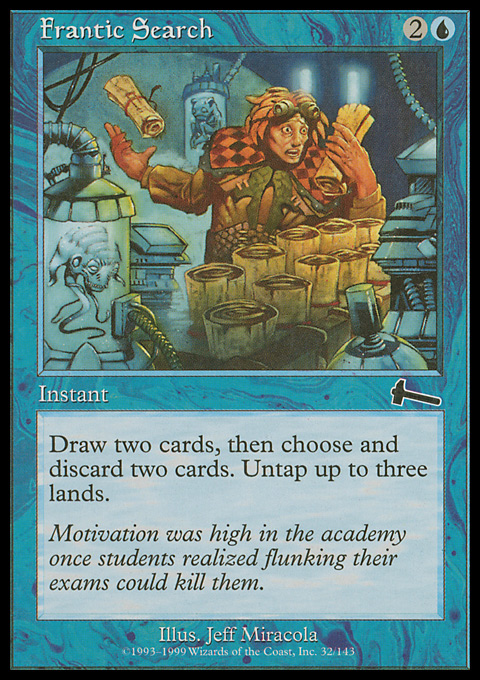 Frantic Search
2
Instant
Draw two cards, then choose and
discard two cards. Untap up to three
lands.
Motivation was high in the academy
once students realized flunking their
exams could kill them.
Illus. Jeff Miracola
©1993–1999 Wizards of the Coast, Inc. 32/143